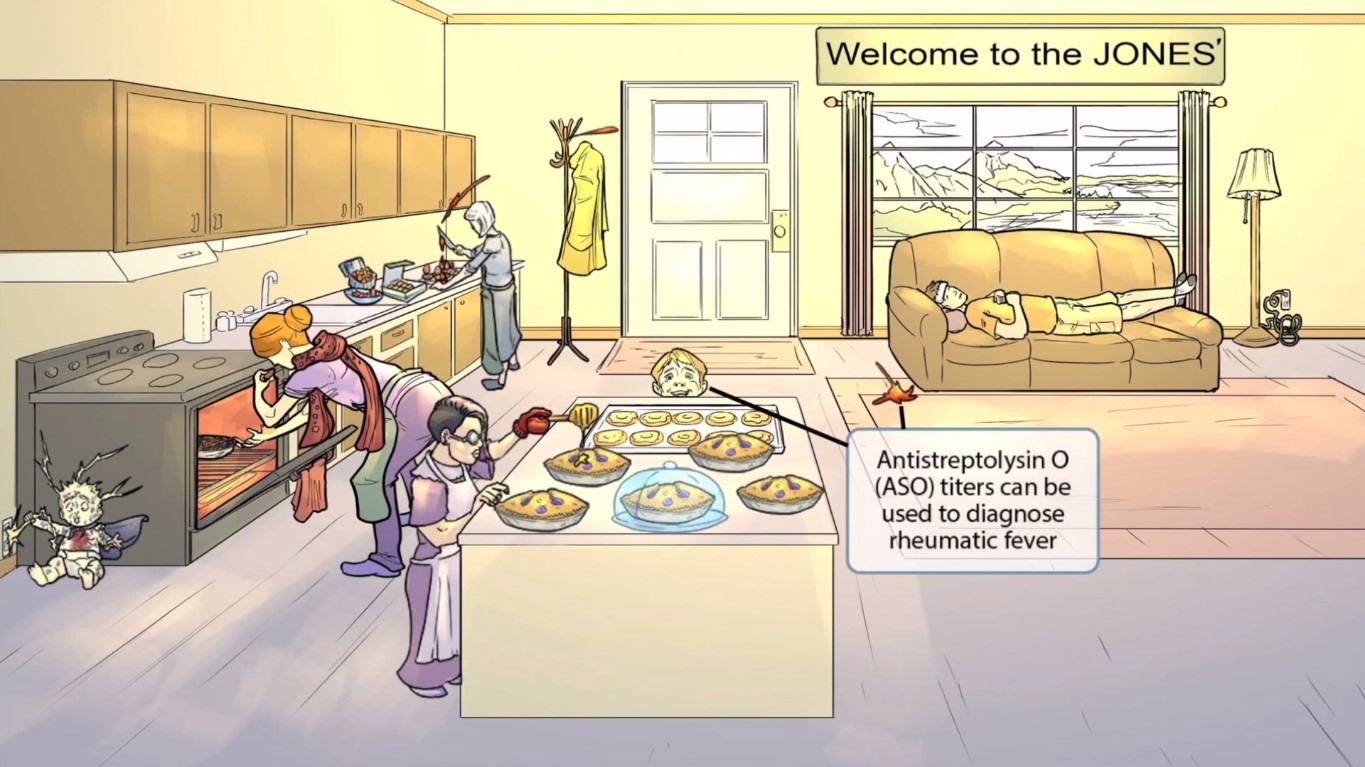 Welcome to the JONES'
Antistreptolysin O
(ASO) titers can be
used to diagnose
rheumatic fever